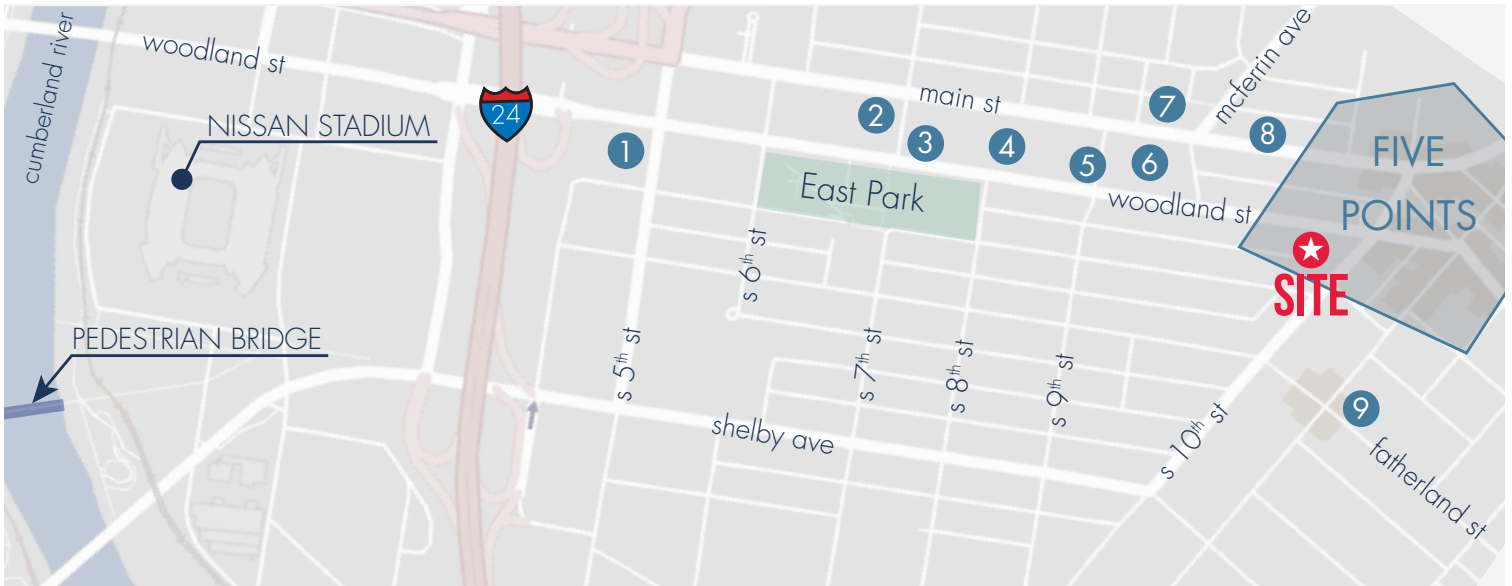 cumberland river
woodland st
NISSAN STADIUM
24
PEDESTRIAN BRIDGE
1
2
3
4
5
6
7
8
main st
mcferrin ave
East Park
woodland st
FIVE
POINTS
SITE
s 5th st
s 6th st
s 7th st
s 8th st
s 9th st
s 10th st
shelby ave
9
fatherland st